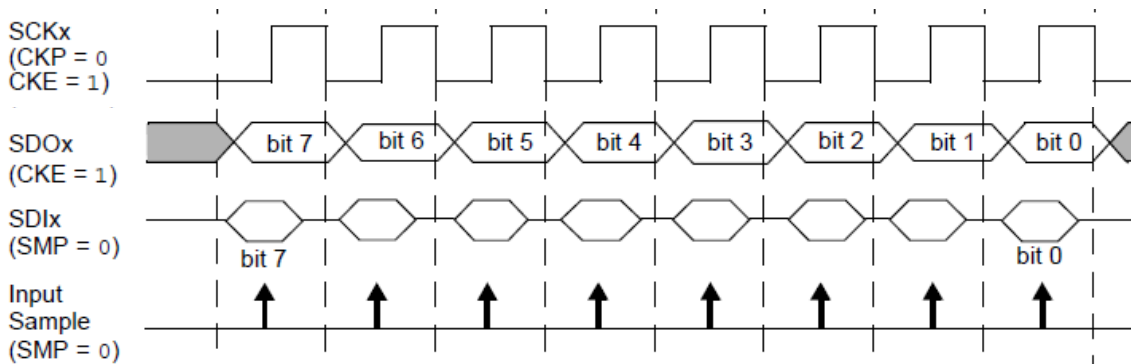 SCKx
(CKP = 0
CKE = 1)
SDOx
(CKE = 1)
bit 7 bit 6 bit 5 bit 4 bit 3 bit 2 bit 1 bit 0
SDIx
(SMP = 0)
bit 7 bit 0
Input
Sample
(SMP = 0)